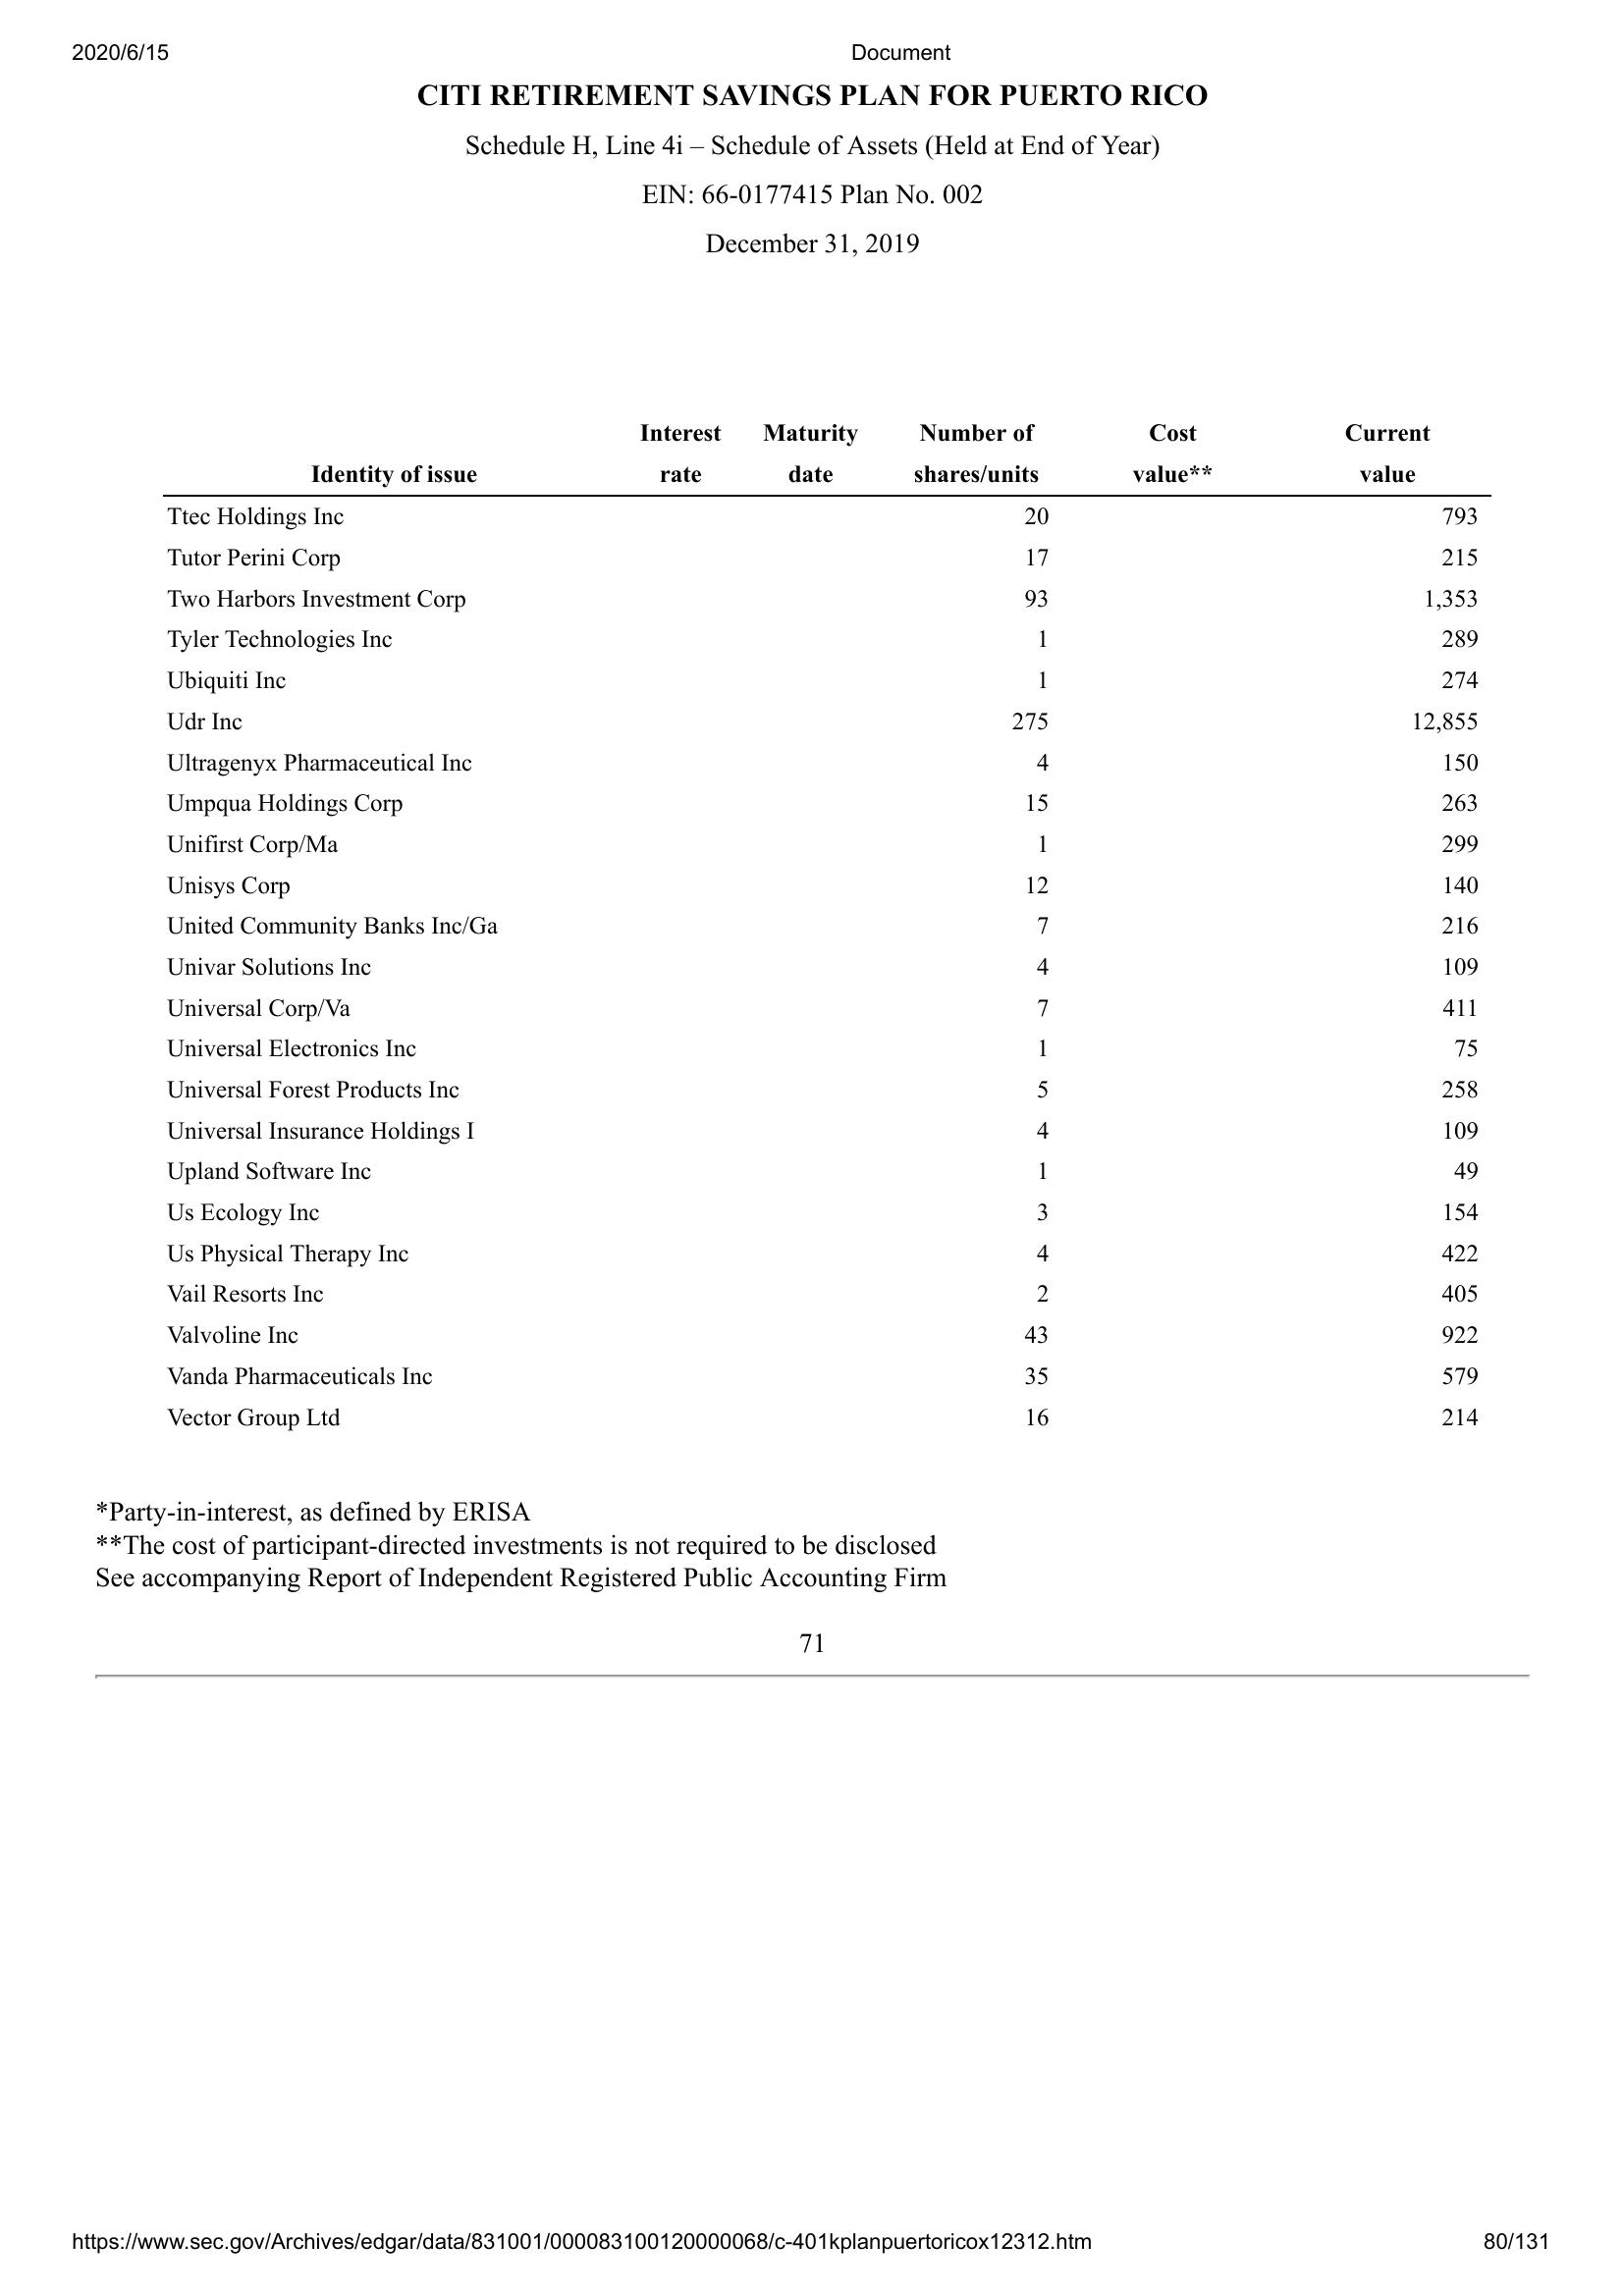 2020/6/15 Document
CITI RETIREMENT SAVINGS PLAN FOR PUERTO RICO
Schedule H, Line 4i – Schedule of Assets (Held at End of Year)
EIN: 66-0177415 Plan No. 002
December 31, 2019
Interest Maturity Number of Cost Current
Identity of issue rate date shares/units value** value
Ttec Holdings Inc 20 793
Tutor Perini Corp 17 215
Two Harbors Investment Corp 93 1,353
Tyler Technologies Inc 1 289
Ubiquiti Inc 1 274
Udr Inc 275 12,855
Ultragenyx Pharmaceutical Inc 4 150
Umpqua Holdings Corp 15 263
Unifirst Corp/Ma 1 299
Unisys Corp 12 140
United Community Banks Inc/Ga 7 216
Univar Solutions Inc 4 109
Universal Corp/Va 7 411
Universal Electronics Inc 1 75
Universal Forest Products Inc 5 258
Universal Insurance Holdings I 4 109
Upland Software Inc 1 49
Us Ecology Inc 3 154
Us Physical Therapy Inc 4 422
Vail Resorts Inc 2 405
Valvoline Inc 43 922
Vanda Pharmaceuticals Inc 35 579
Vector Group Ltd 16 214
*Party-in-interest, as defined by ERISA
**The cost of participant-directed investments is not required to be disclosed
See accompanying Report of Independent Registered Public Accounting Firm
71
https://www.sec.gov/Archives/edgar/data/831001/000083100120000068/c-401kplanpuertoricox12312.htm 80/131